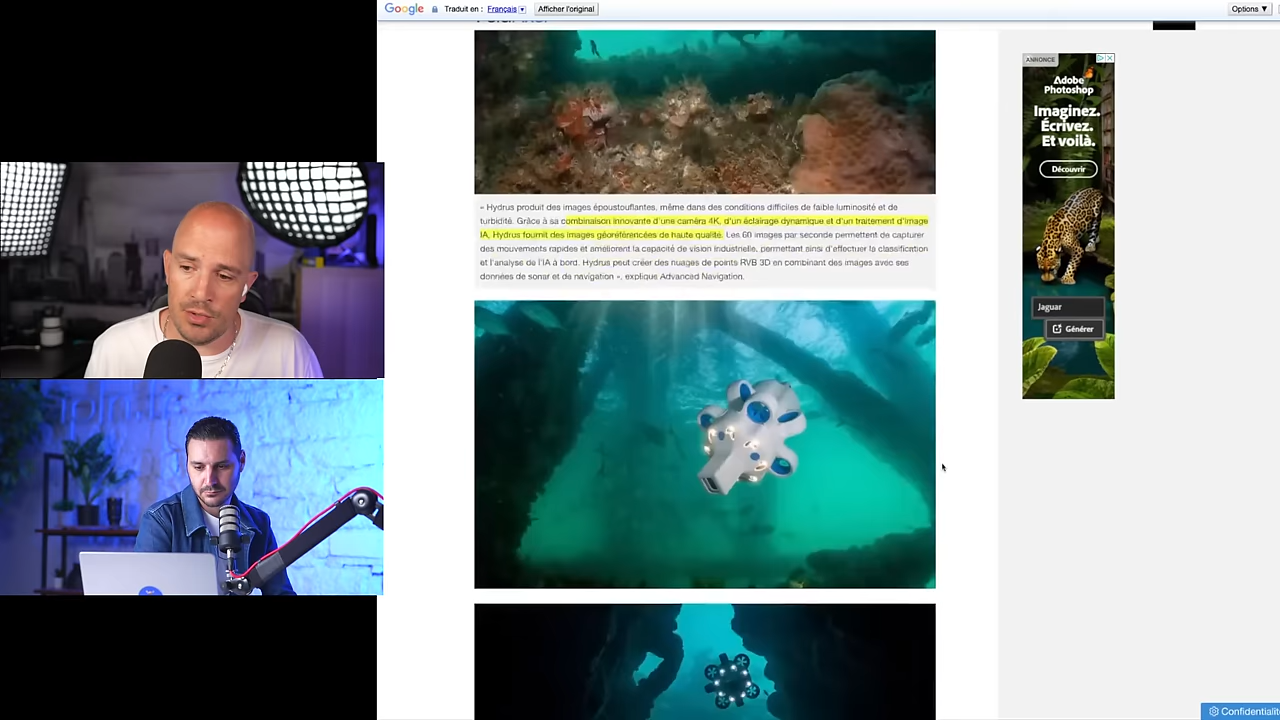 Google Traduit en : Français ▼ Afficher l'original Options ▼
ANNONCE
Adobe
Photoshop
Imaginez.
Écrivez.
Et voilà.
Découvrir
« Hydrus produit des images époustouflantes, même dans des conditions difficiles de faible luminosité et de
turbidité. Grâce à sa combinaison innovante d'une caméra 4K, d'un éclairage dynamique et d'un traitement d'image
IA, Hydrus fournit des images géoréférencées de haute qualité. Les 60 images par seconde permettent de capturer
des mouvements rapides et améliorent la capacité de vision industrielle, permettant ainsi d'effectuer la classification
et l'analyse de l'IA à bord. Hydrus peut créer des nuages de points RVB 3D en combinant des images avec ses
données de sonar et de navigation », explique Advanced Navigation.
Jaguar
Générer
Confidentialit